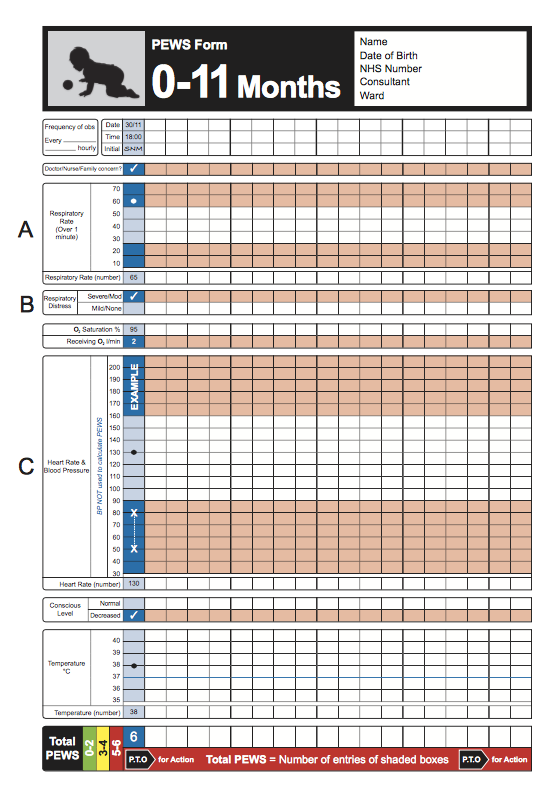 PEWS Form
0-11 Months
Name
Date of Birth
NHS Number
Consultant
Ward
Frequency of obs
Every
hourly
Date 30/11
Time 18:00
Initial SNM
Doctor/Nurse/Family concern? ✓
A
Respiratory
Rate
(Over 1
minute)
70
60
50
40
30
20
10
Respiratory Rate (number) 65
B
Respiratory
Distress
Severe/Mod ✓
Mild/None
O₂ Saturation % 95
Receiving O₂ l/min 2
C
Heart Rate &
Blood Pressure
BP NOT used to calculate PEWS
200
190
180
170
160
150
140
130
120
110
100
90
80
70
60
50
40
30
EXAMPLE
X
X
Heart Rate (number) 130
Conscious
Level
Normal
Decreased ✓
Temperature
°C
40
39
38
37
36
35
Temperature (number) 38
Total
PEWS
0-2
3-4
5-6
6
P.T.O for Action Total PEWS = Number of entries of shaded boxes P.T.O for Action